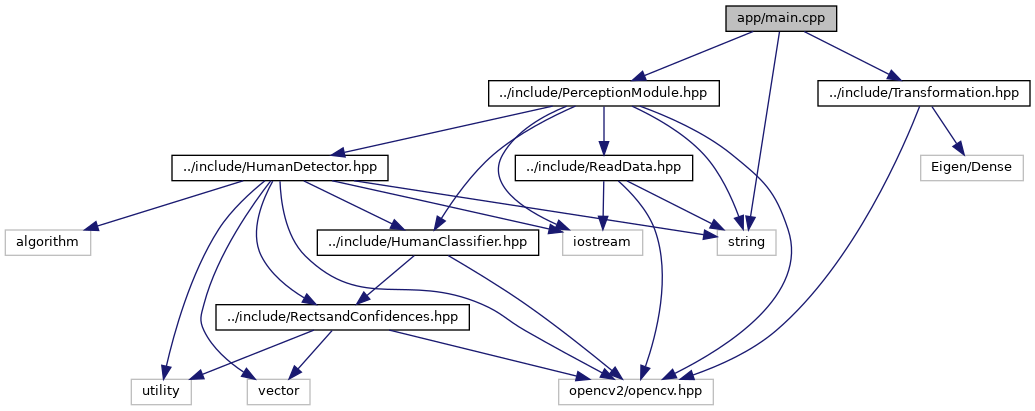 app/main.cpp
../include/PerceptionModule.hpp
../include/Transformation.hpp
../include/HumanDetector.hpp
../include/ReadData.hpp
Eigen/Dense
algorithm
../include/HumanClassifier.hpp
iostream
string
../include/RectsandConfidences.hpp
utility
vector
opencv2/opencv.hpp